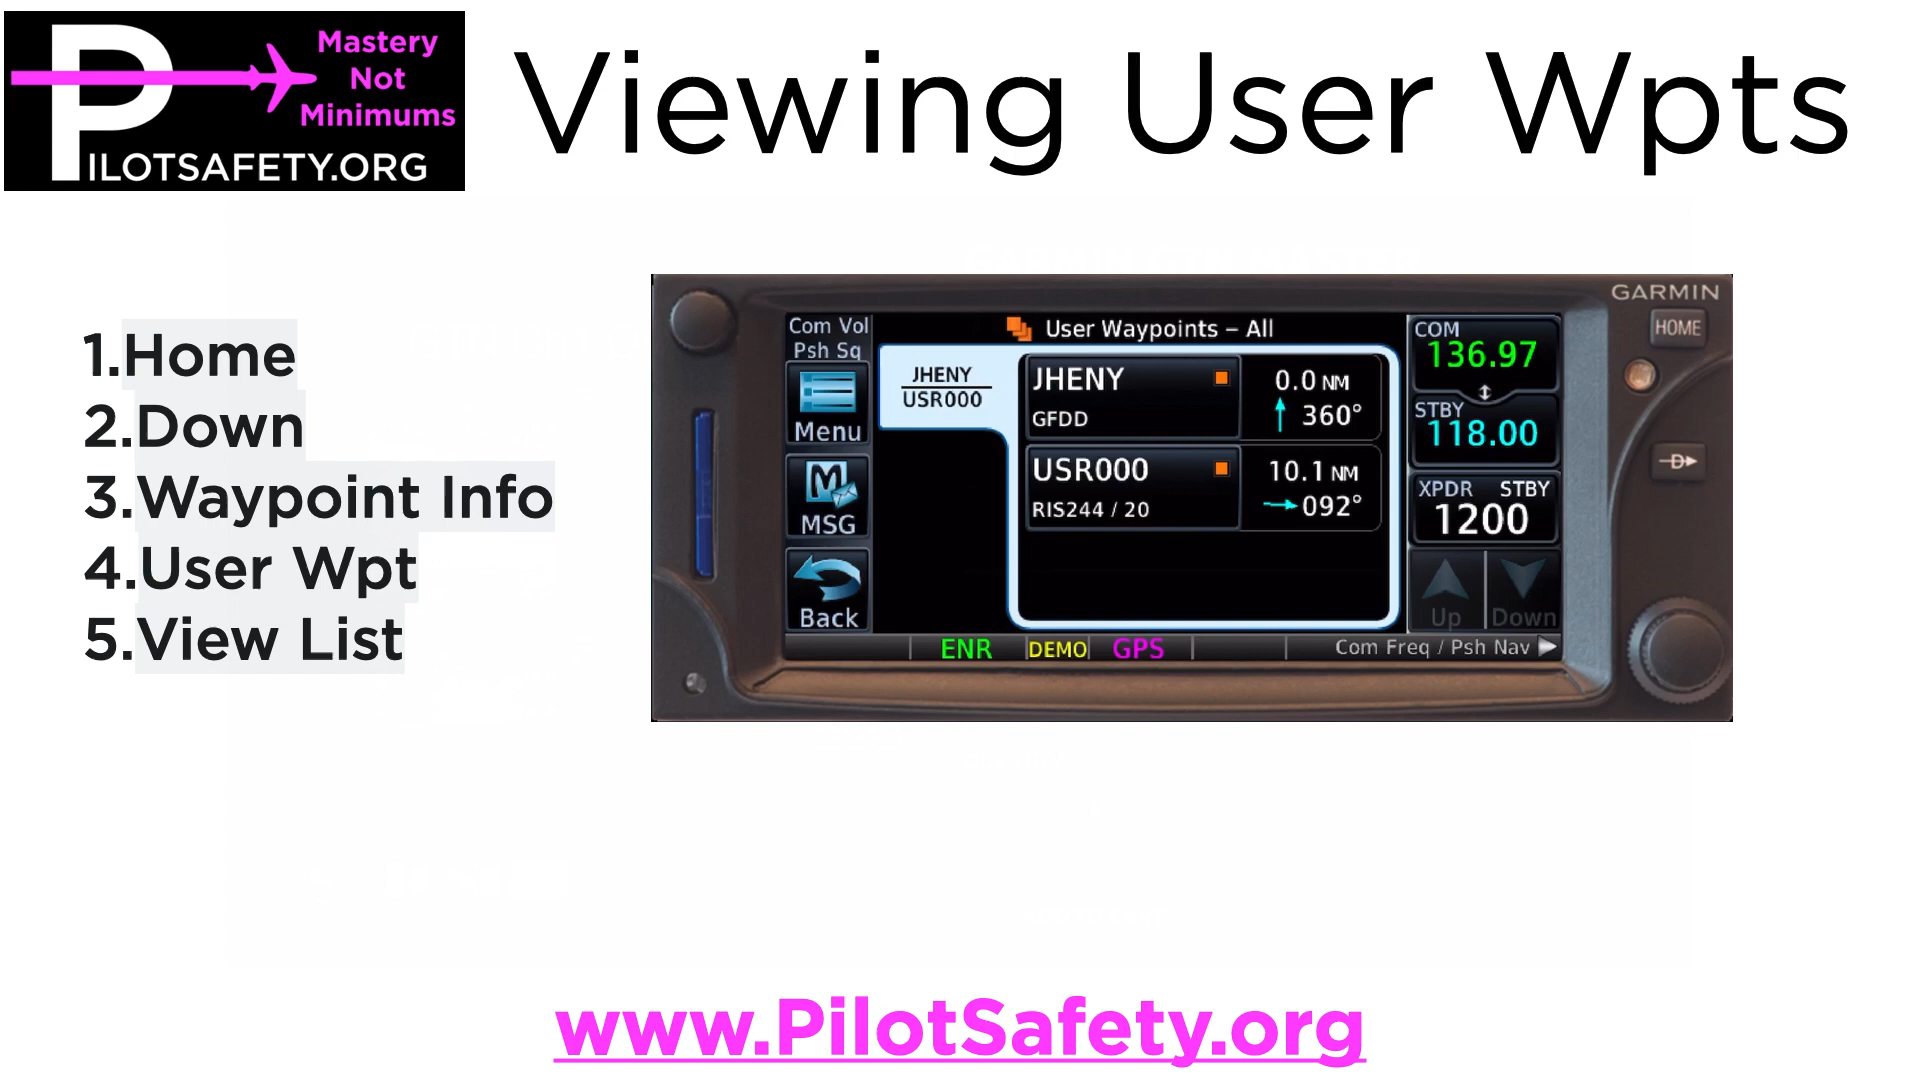 Mastery
Not
Minimums
PILOTSAFETY.ORG
Viewing User Wpts
1.Home
2.Down
3.Waypoint Info
4.User Wpt
5.View List
GARMIN
HOME
Com Vol
Psh Sq
Menu
MSG
Back
User Waypoints – All
JHENY
USR000
JHENY
GFDD
0.0 NM
360°
USR000
RIS244 / 20
10.1 NM
092°
COM
136.97
STBY
118.00
XPDR STBY
1200
Up Down
ENR DEMO GPS Com Freq / Psh Nav
D
www.PilotSafety.org